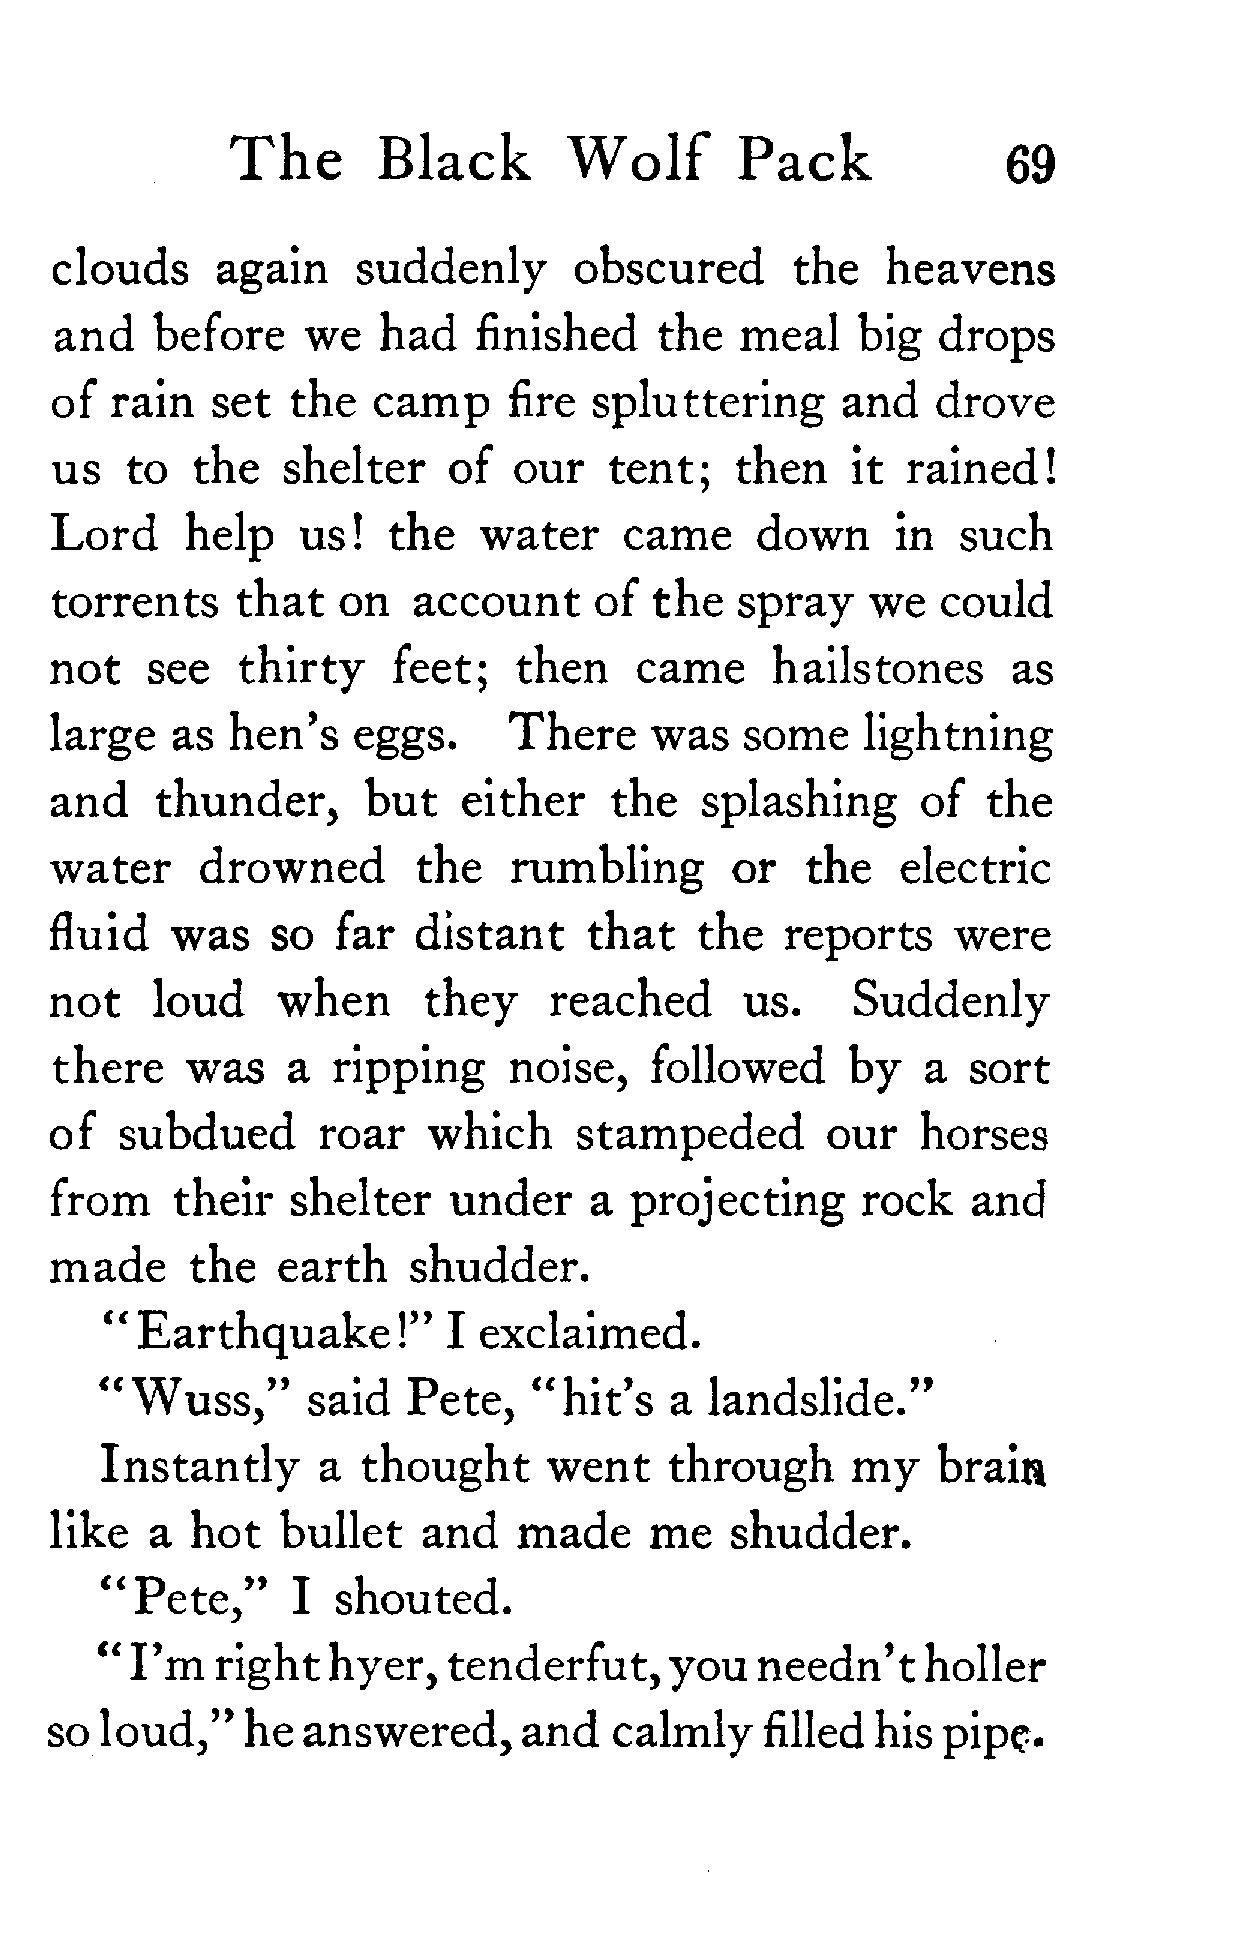 The Black Wolf Pack 69
clouds again suddenly obscured the heavens
and before we had finished the meal big drops
of rain set the camp fire spluttering and drove
us to the shelter of our tent; then it rained!
Lord help us! the water came down in such
torrents that on account of the spray we could
not see thirty feet; then came hailstones as
large as hen's eggs. There was some lightning
and thunder, but either the splashing of the
water drowned the rumbling or the electric
fluid was so far distant that the reports were
not loud when they reached us. Suddenly
there was a ripping noise, followed by a sort
of subdued roar which stampeded our horses
from their shelter under a projecting rock and
made the earth shudder.
"Earthquake!" I exclaimed.
"Wuss," said Pete, "hit's a landslide."
Instantly a thought went through my brain
like a hot bullet and made me shudder.
"Pete," I shouted.
"I'm right hyer, tenderfut, you needn't holler
so loud," he answered, and calmly filled his pipe.